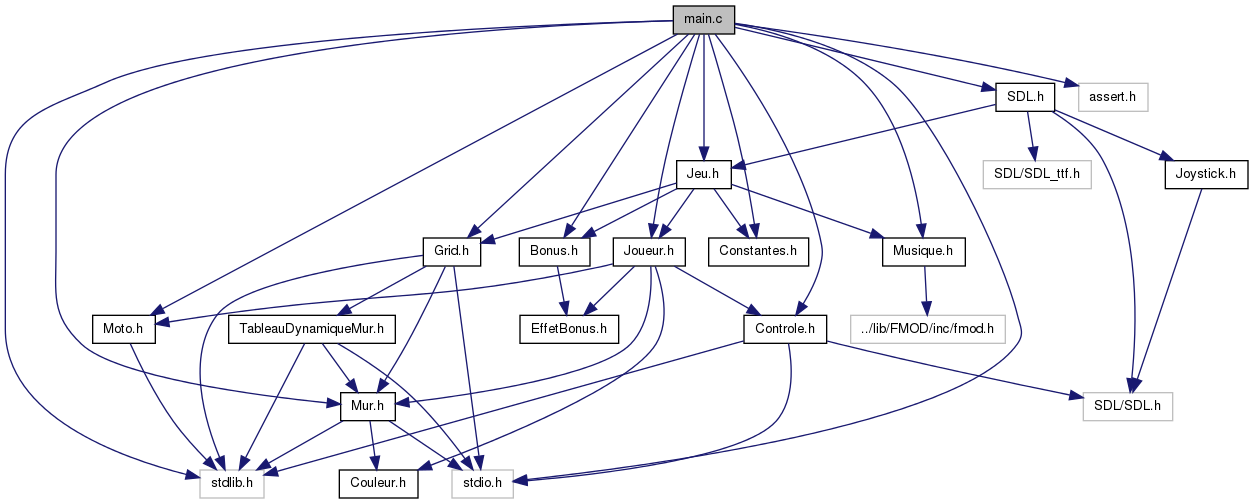 main.c
SDL.h
assert.h
Jeu.h
SDL/SDL_ttf.h
Joystick.h
Grid.h
Bonus.h
Joueur.h
Constantes.h
Musique.h
Moto.h
TableauDynamiqueMur.h
EffetBonus.h
Controle.h
../lib/FMOD/inc/fmod.h
Mur.h
SDL/SDL.h
stdlib.h
Couleur.h
stdio.h